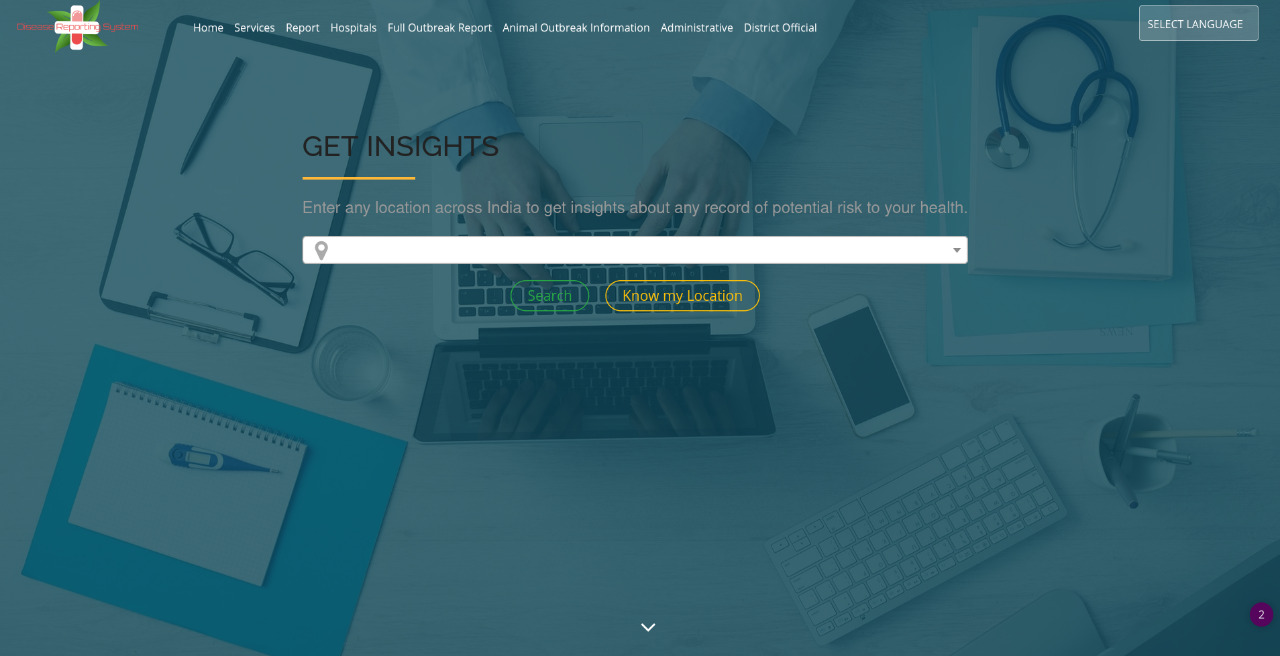 Disease Reporting System
Home Services Report Hospitals Full Outbreak Report Animal Outbreak Information Administrative District Official
SELECT LANGUAGE
GET INSIGHTS
Enter any location across India to get insights about any record of potential risk to your health.
Search Know my Location
2